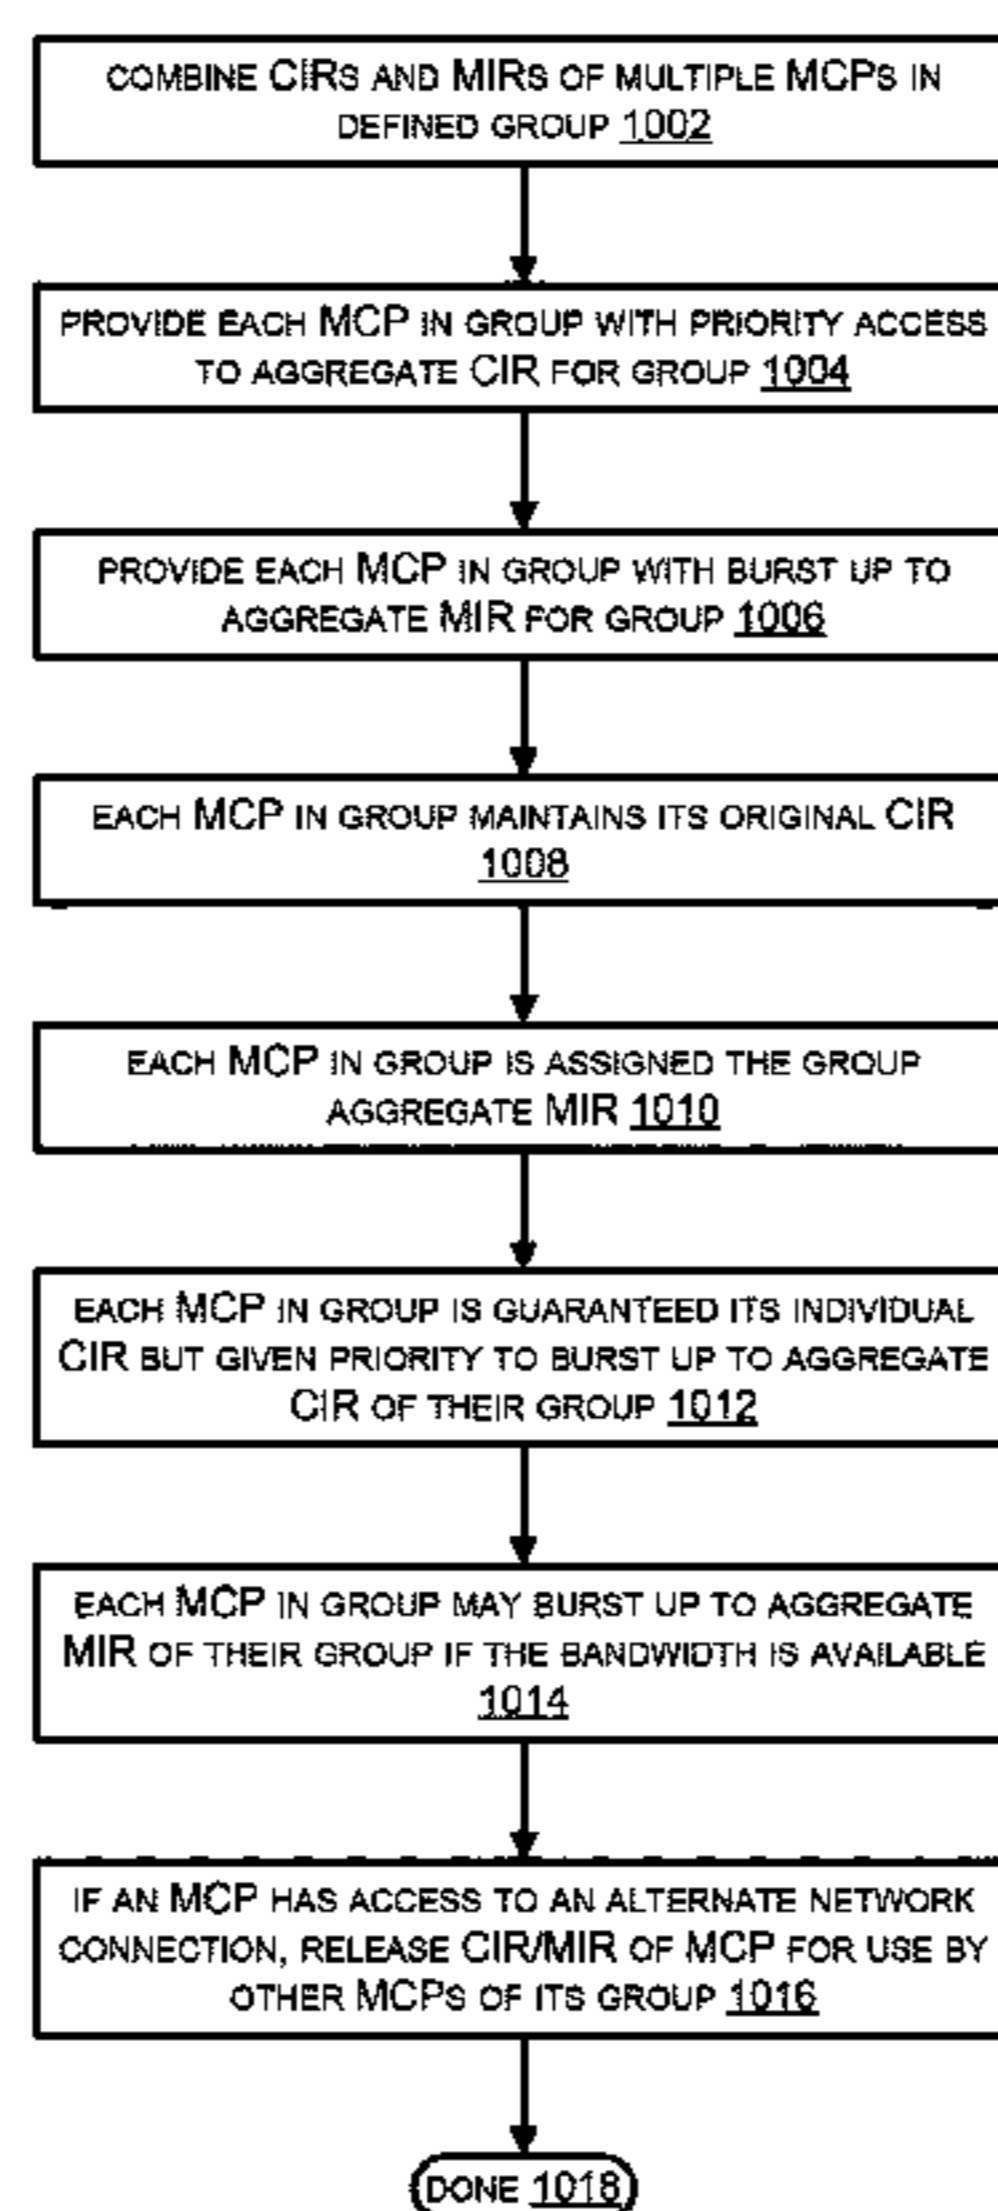 COMBINE CIRS AND MIRS OF MULTIPLE MCPS IN
DEFINED GROUP 1002
PROVIDE EACH MCP IN GROUP WITH PRIORITY ACCESS
TO AGGREGATE CIR FOR GROUP 1004
PROVIDE EACH MCP IN GROUP WITH BURST UP TO
AGGREGATE MIR FOR GROUP 1006
EACH MCP IN GROUP MAINTAINS ITS ORIGINAL CIR
1008
EACH MCP IN GROUP IS ASSIGNED THE GROUP
AGGREGATE MIR 1010
EACH MCP IN GROUP IS GUARANTEED ITS INDIVIDUAL
CIR BUT GIVEN PRIORITY TO BURST UP TO AGGREGATE
CIR OF THEIR GROUP 1012
EACH MCP IN GROUP MAY BURST UP TO AGGREGATE
MIR OF THEIR GROUP IF THE BANDWIDTH IS AVAILABLE
1014
IF AN MCP HAS ACCESS TO AN ALTERNATE NETWORK
CONNECTION, RELEASE CIR/MIR OF MCP FOR USE BY
OTHER MCPS OF ITS GROUP 1016
DONE 1018